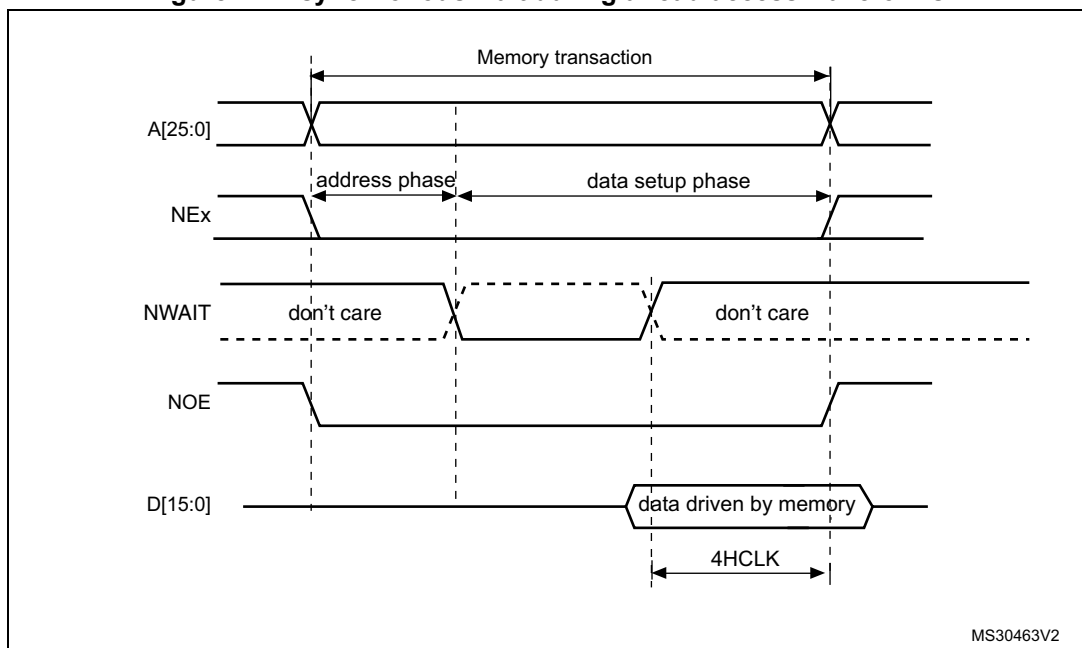 Memory transaction
A[25:0]
address phase
data setup phase
NEx
NWAIT
don't care
don't care
NOE
D[15:0]
data driven by memory
4HCLK
MS30463V2